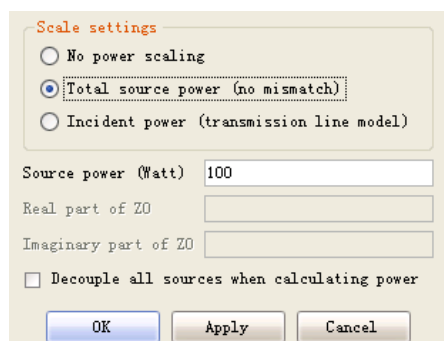 Scale settings
No power scaling
Total source power (no mismatch)
Incident power (transmission line model)
Source power (Watt) 100
Real part of Z0
Imaginary part of Z0
Decouple all sources when calculating power
OK Apply Cancel